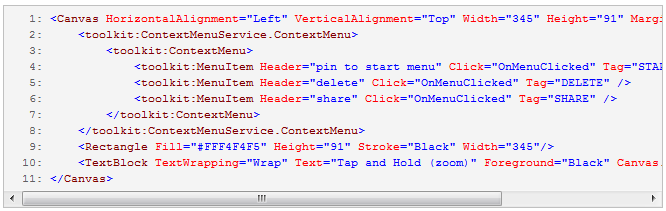 1: <Canvas HorizontalAlignment="Left" VerticalAlignment="Top" Width="345" Height="91"
2: <toolkit:ContextMenuService.ContextMenu>
3: <toolkit:ContextMenu>
4: <toolkit:MenuItem Header="pin to start menu" Click="OnMenuClicked"
5: <toolkit:MenuItem Header="delete" Click="OnMenuClicked" Tag="DELETE" />
6: <toolkit:MenuItem Header="share" Click="OnMenuClicked" Tag="SHARE" />
7: </toolkit:ContextMenu>
8: </toolkit:ContextMenuService.ContextMenu>
9: <Rectangle Fill="#FFF4F4F5" Height="91" Stroke="Black" Width="345"/>
10: <TextBlock TextWrapping="Wrap" Text="Tap and Hold (zoom)" Foreground="Black" Canvas.
11: </Canvas>